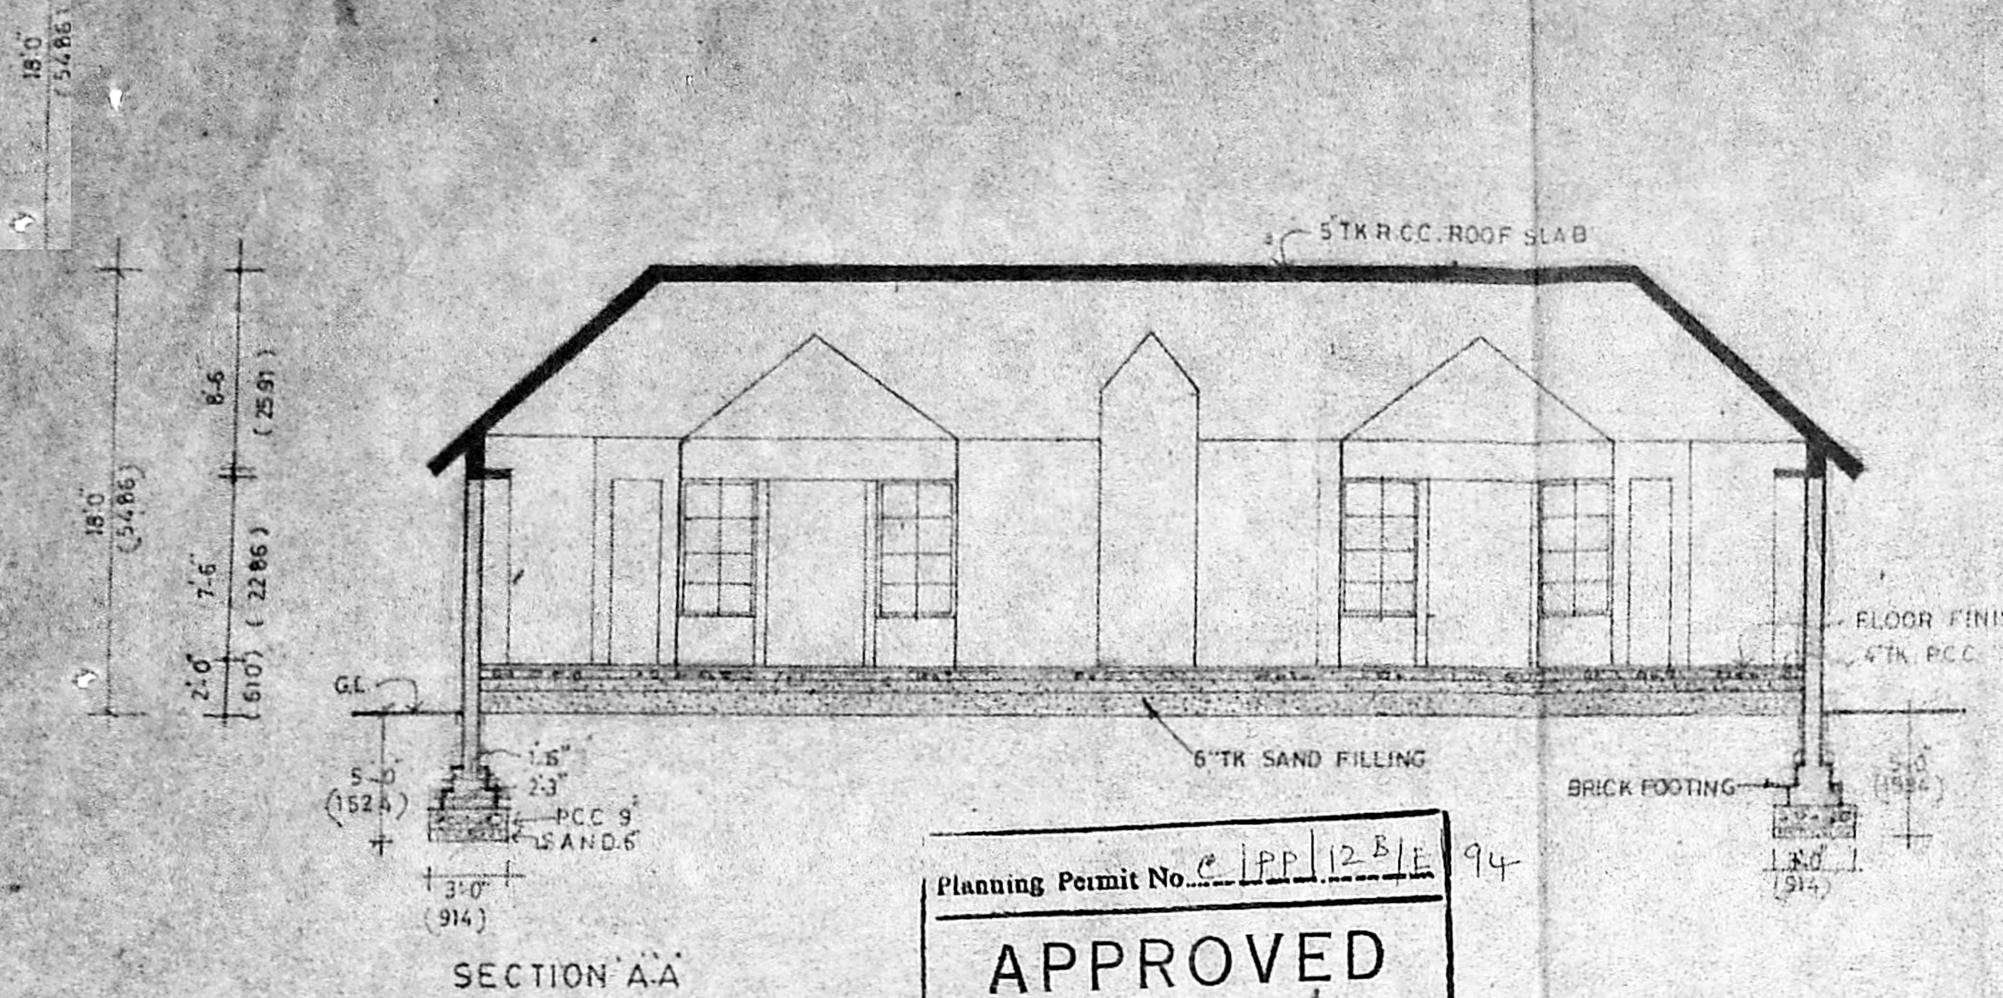 18'.0"
(5486)
5"TK R.C.C. ROOF SLAB
8'-6"
(2591)
18'.0"
(5486)
7'-6"
(2286)
2'.0"
(610)
G.L.
FLOOR FINI
4"TK P.C.C
6"TK SAND FILLING
5'-0"
(1524)
1'.6"
2'.3"
P.C.C 9"
SAND.6"
3'.0"
(914)
BRICK FOOTING
5'-0"
(1524)
3'.0"
(914)
SECTION 'A.A'
Planning Permit No. C/PP/12B/E 94
APPROVED